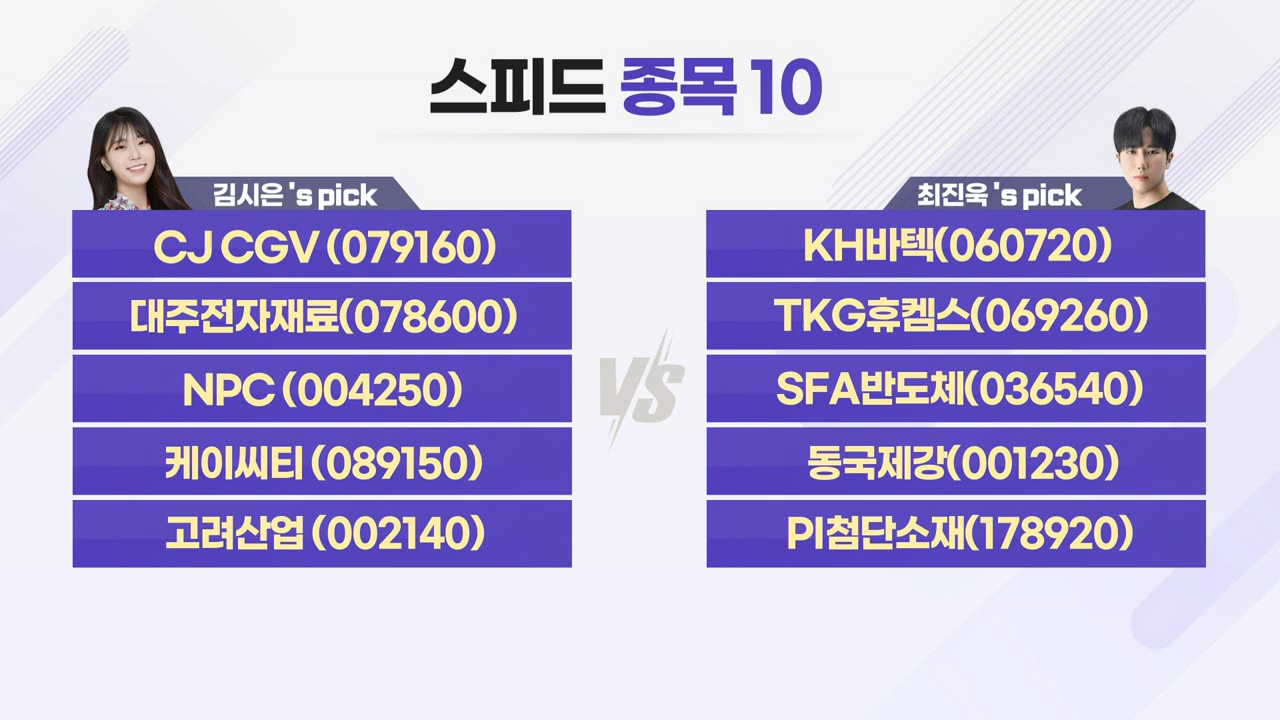 스피드 종목 10
김시은 's pick
CJ CGV (079160)
대주전자재료(078600)
NPC (004250)
케이씨티 (089150)
고려산업 (002140)
VS
최진욱 's pick
KH바텍(060720)
TKG휴켐스(069260)
SFA반도체(036540)
동국제강(001230)
PI첨단소재(178920)